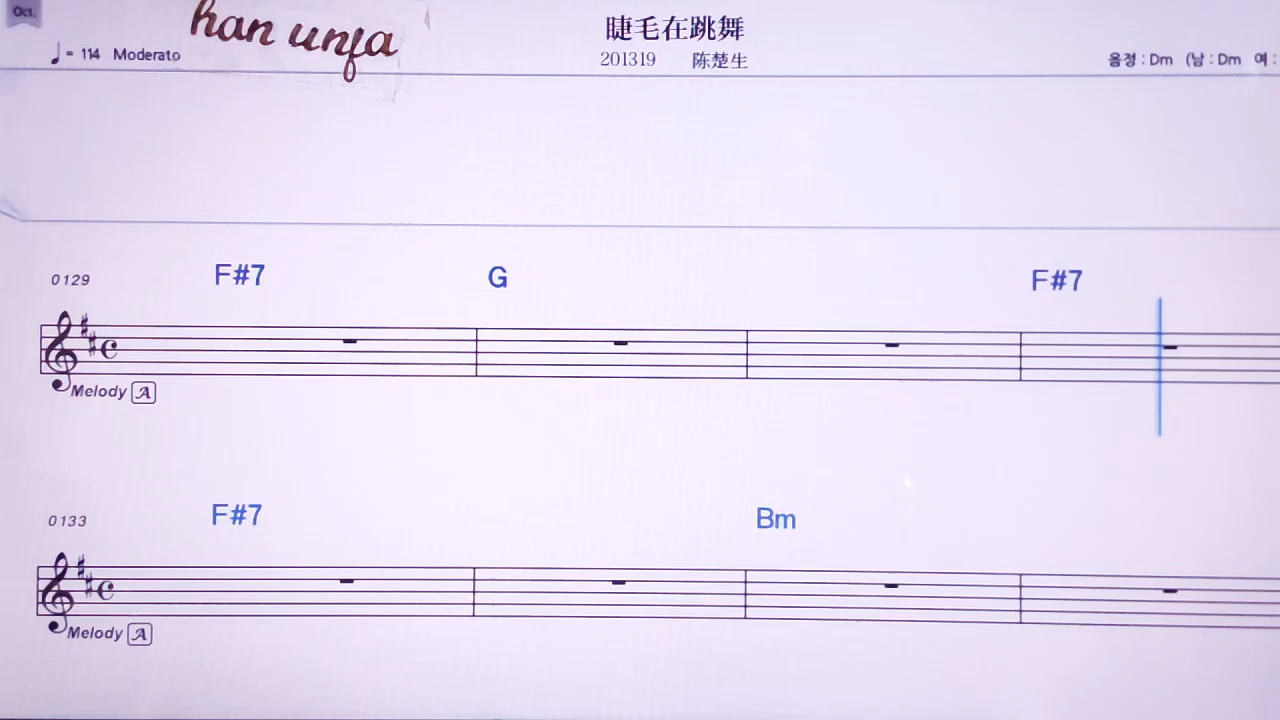 Oct.
han unfa
睫毛在跳舞
♩ = 114 Moderato
201319 陈楚生
음정 : Dm (남 : Dm 여 :
0129 F#7 G F#7
Melody A
0133 F#7 Bm
Melody A